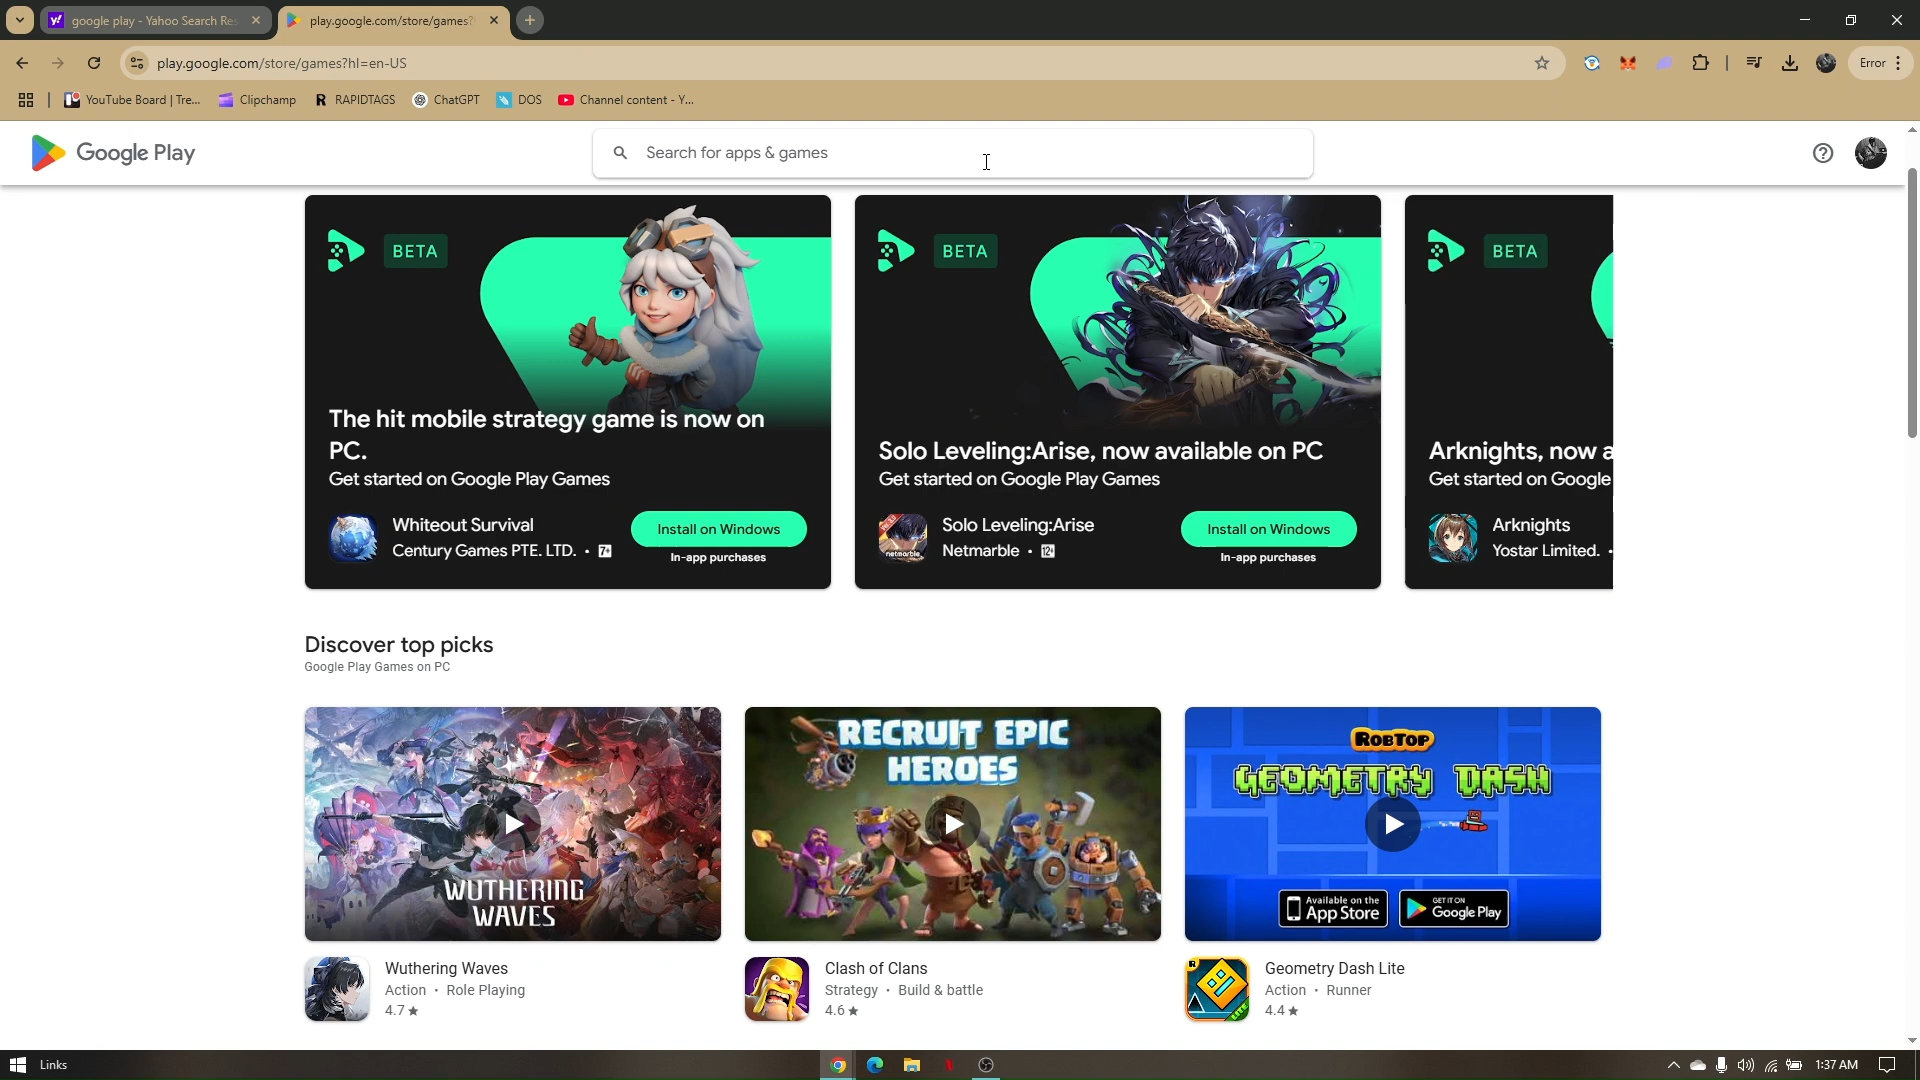 google play - Yahoo Search Res
play.google.com/store/games?
play.google.com/store/games?hl=en-US
Error
YouTube Board | Tre...
Clipchamp
RAPIDTAGS
ChatGPT
DOS
Channel content - Y...
Google Play
Search for apps & games
BETA
The hit mobile strategy game is now on
PC.
Get started on Google Play Games
Whiteout Survival
Century Games PTE. LTD. • 7+
Install on Windows
In-app purchases
BETA
Solo Leveling:Arise, now available on PC
Get started on Google Play Games
Solo Leveling:Arise
Netmarble • 12+
Install on Windows
In-app purchases
BETA
Arknights, now a
Get started on Google
Arknights
Yostar Limited. •
Discover top picks
Google Play Games on PC
WUTHERING
WAVES
RECRUIT EPIC
HEROES
ROBTOP
GEOMETRY DASH
Available on the
App Store
GET IT ON
Google Play
Wuthering Waves
Action • Role Playing
4.7★
Clash of Clans
Strategy • Build & battle
4.6★
Geometry Dash Lite
Action • Runner
4.4★
Links
1:37 AM